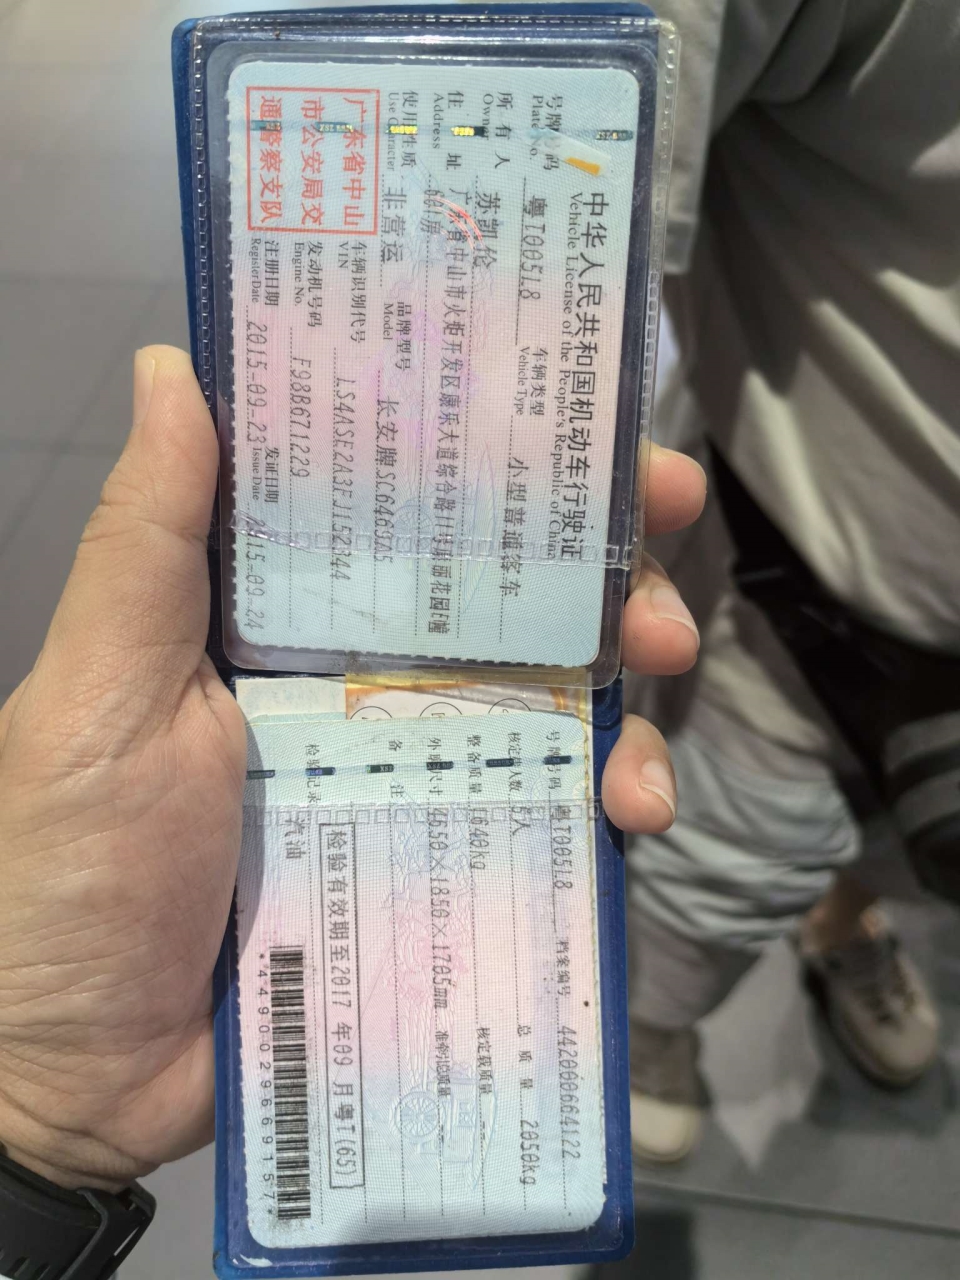 中华人民共和国机动车行驶证
Vehicle License of the People's Republic of China
号牌号码 粤T005L8 车辆类型 小型普通客车
Plate No. Vehicle Type
所有人 苏凯伦
Owner
住址 广东省中山市火炬开发区康乐大道综合路11号康丽花园E幢
Address 601房
使用性质 非营运 品牌型号 长安牌SC6469A5
Use Character Model
广东省中山
市公安局交
通警察支队
车辆识别代号 LS4ASE2A3FJ152344
VIN
发动机号码 F98B671229
Engine No.
注册日期 2015-09-23 发证日期 2015-09-24
Register Date Issue Date
号牌号码 粤T005L8 档案编号 442000664122
核定载人数 5人 总质量 2050kg
整备质量 1640kg 核定载质量
外廓尺寸 4650×1850×1705mm 准牵引总质量
备注
检验记录 检验有效期至2017年09月粤T(65)
汽油
*4490029669157*